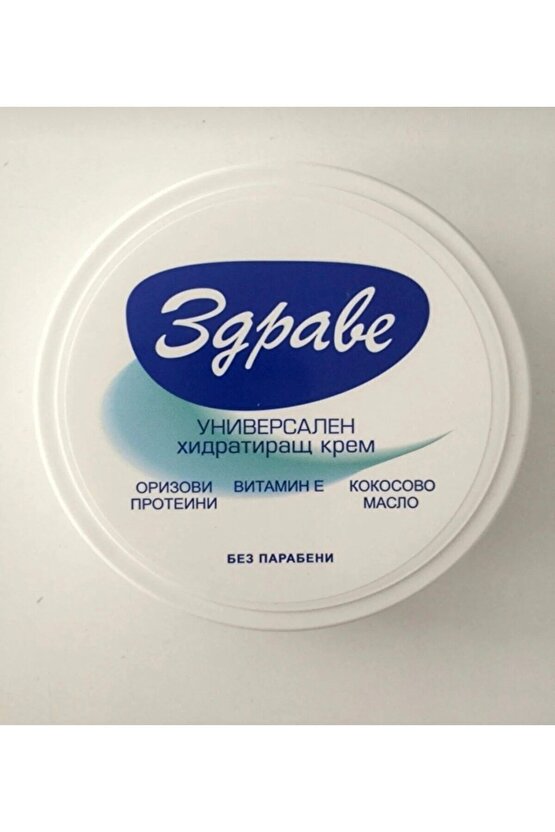 Здраве
УНИВЕРСАЛЕН
хидратиращ крем
ОРИЗОВИ ВИТАМИН Е КОКОСОВО
ПРОТЕИНИ МАСЛО
БЕЗ ПАРАБЕНИ